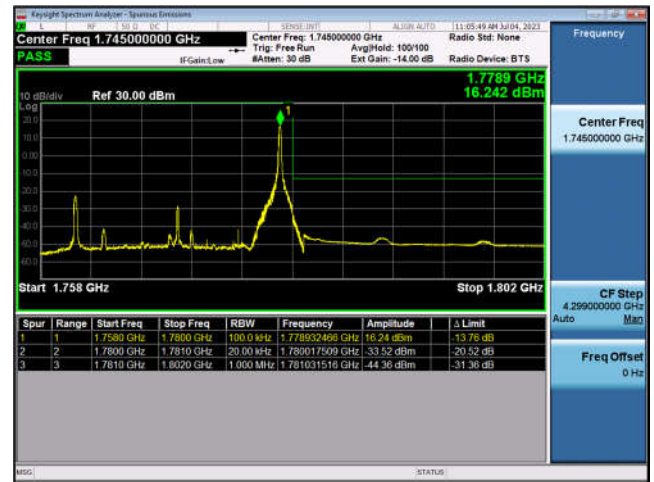 Keysight Spectrum Analyzer - Spurious Emissions
L RF 50 Ω DC SENSE:INT ALIGN AUTO 11:05:49 AM Jul 04, 2023
Center Freq 1.745000000 GHz Center Freq: 1.745000000 GHz Radio Std: None Frequency
Trig: Free Run Avg|Hold: 100/100
PASS IFGain:Low #Atten: 30 dB Ext Gain: -14.00 dB Radio Device: BTS
1.7789 GHz
10 dB/div Ref 30.00 dBm 16.242 dBm
Log
20.0
10.0
0.00
-10.0
-20.0
-30.0
-40.0
-50.0
-60.0
1
Start 1.758 GHz Stop 1.802 GHz
Spur Range Start Freq Stop Freq RBW Frequency Amplitude Δ Limit
1 1 1.7580 GHz 1.7800 GHz 100.0 kHz 1.778932466 GHz 16.24 dBm -13.76 dB
2 2 1.7800 GHz 1.7810 GHz 20.00 kHz 1.780017509 GHz -33.52 dBm -20.52 dB
3 3 1.7810 GHz 1.8020 GHz 1.000 MHz 1.781031516 GHz -44.36 dBm -31.36 dB
Center Freq
1.745000000 GHz
CF Step
4.299000000 GHz
Auto Man
Freq Offset
0 Hz
MSG STATUS